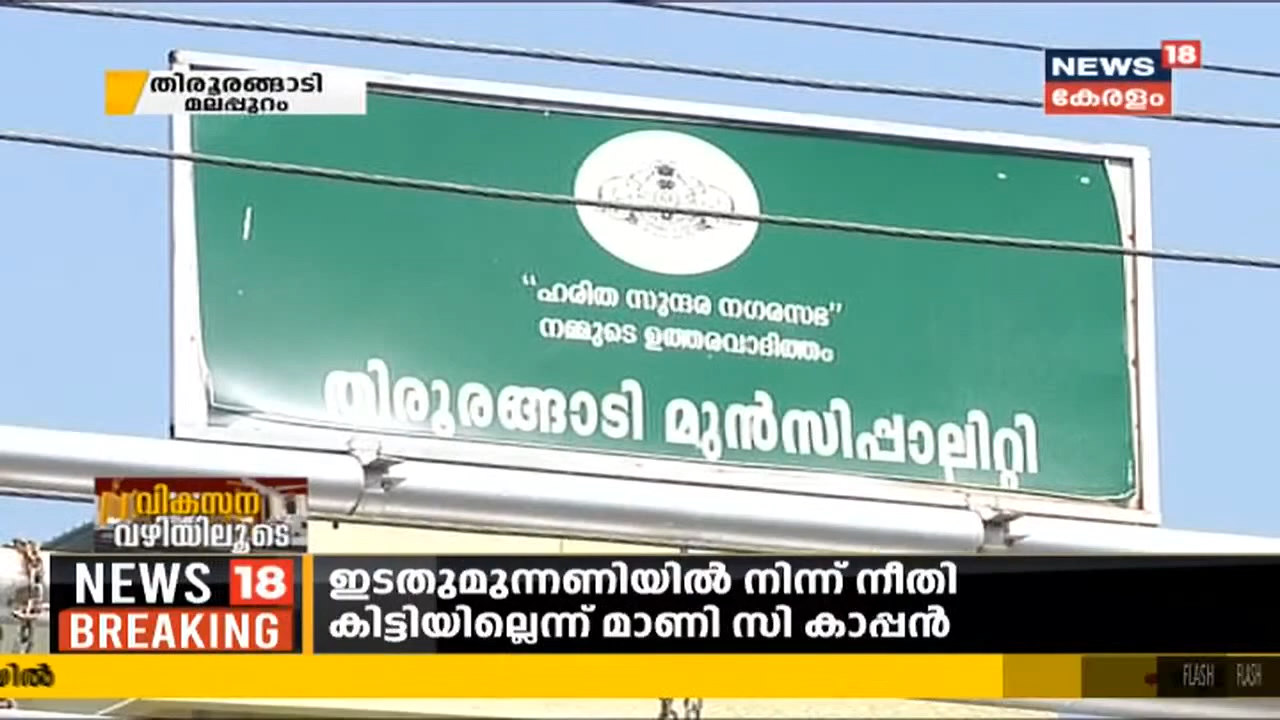 തിരൂരങ്ങാടി
മലപ്പുറം
NEWS 18
കേരളം
“ഹരിത സുന്ദര നഗരസഭ”
നമ്മുടെ ഉത്തരവാദിത്തം
തിരൂരങ്ങാടി മുൻസിപ്പാലിറ്റി
വികസന
വഴിയിലൂടെ
NEWS 18
BREAKING
ഇടതുമുന്നണിയിൽ നിന്ന് നീതി
കിട്ടിയില്ലെന്ന് മാണി സി കാപ്പൻ
യിൽ
FLASH FLASH